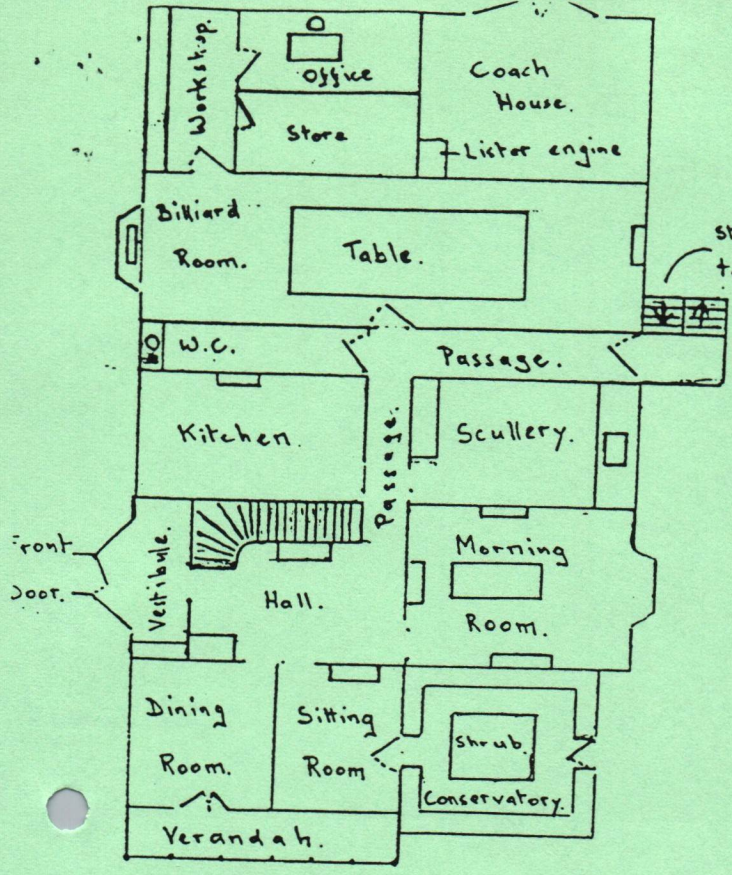 Workshop.
Office
Store
Coach
House.
Lister engine
Billiard
Room.
Table.
W.C.
Passage.
Kitchen.
Passage.
Scullery.
Front
Door.
Vestibule.
Hall.
Morning
Room.
Dining
Room.
Sitting
Room
Shrub.
Conservatory.
Verandah.